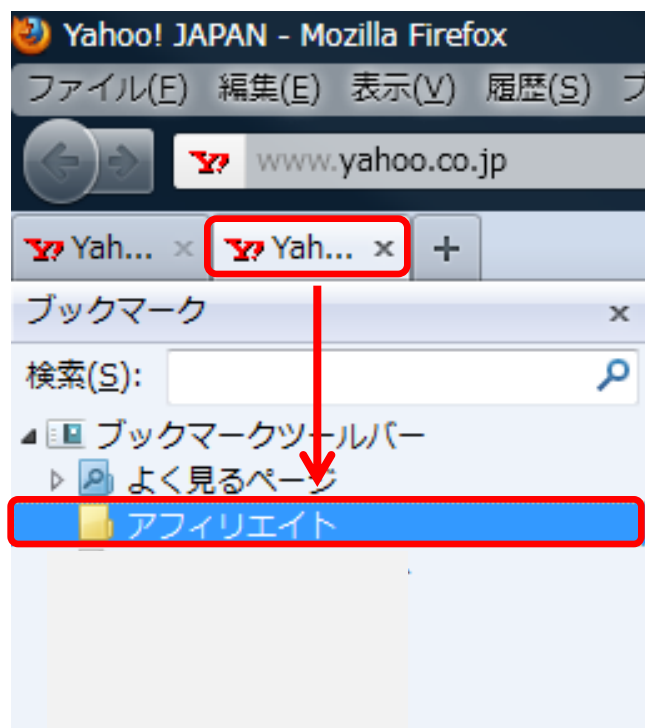 Yahoo! JAPAN - Mozilla Firefox
ファイル(F) 編集(E) 表示(V) 履歴(S) ブ
Y? www.yahoo.co.jp
Y? Yah... × Y? Yah... × +
ブックマーク ×
検索(S):
ブックマークツールバー
よく見るページ
アフィリエイト